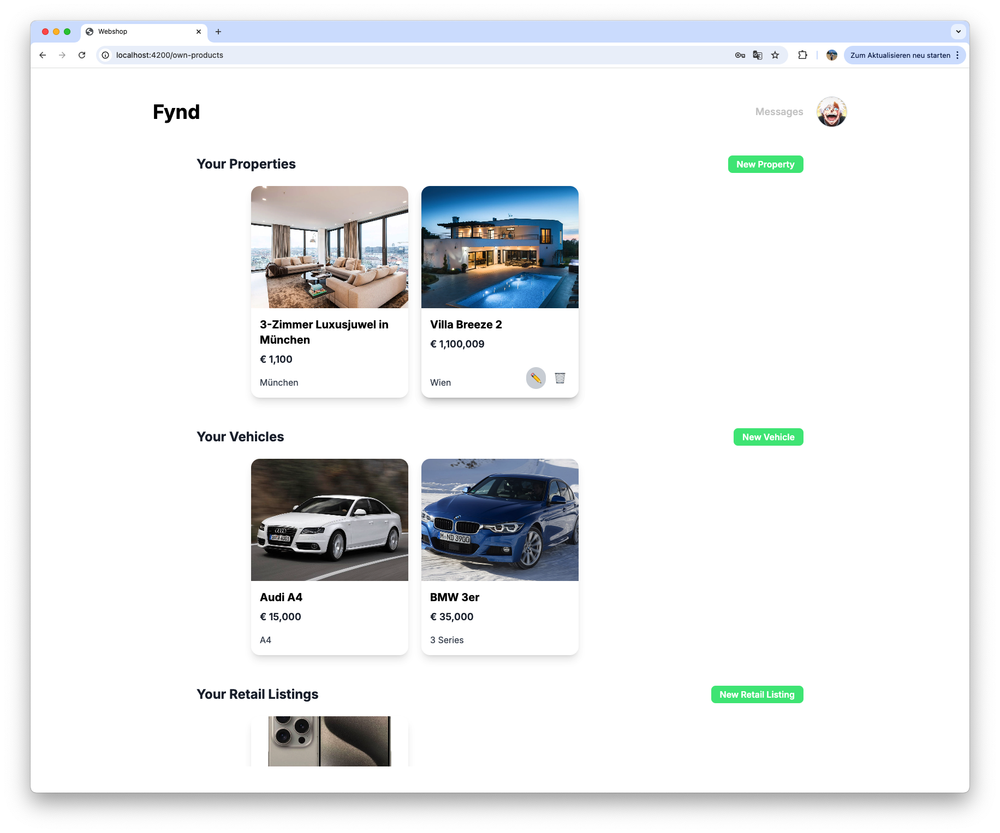 Webshop
localhost:4200/own-products
Zum Aktualisieren neu starten
Fynd
Messages
Your Properties
New Property
3-Zimmer Luxusjuwel in
München
€ 1,100
München
Villa Breeze 2
€ 1,100,009
Wien
Your Vehicles
New Vehicle
M ND 3900
Audi A4
€ 15,000
A4
BMW 3er
€ 35,000
3 Series
Your Retail Listings
New Retail Listing